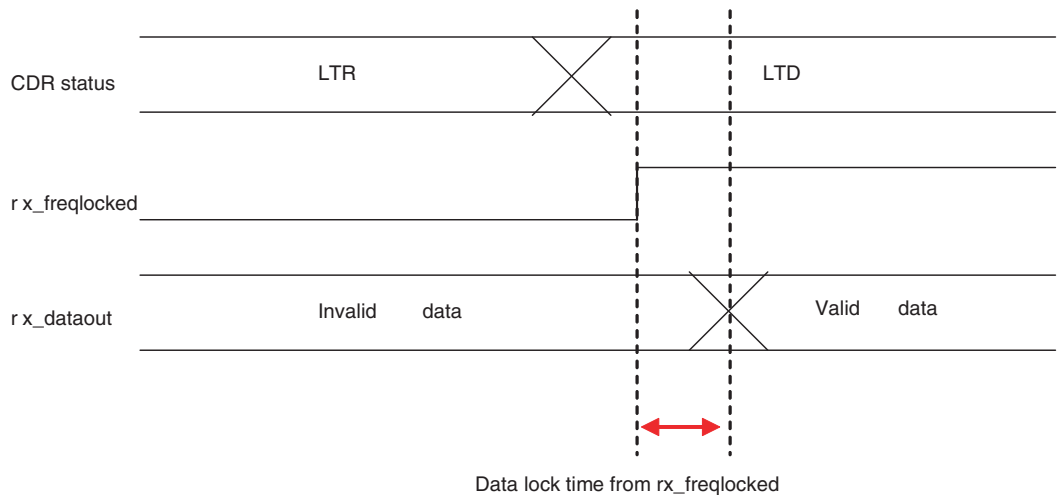 CDR status
LTR
LTD
r x_freqlocked
r x_dataout
Invalid data
Valid data
Data lock time from rx_freqlocked